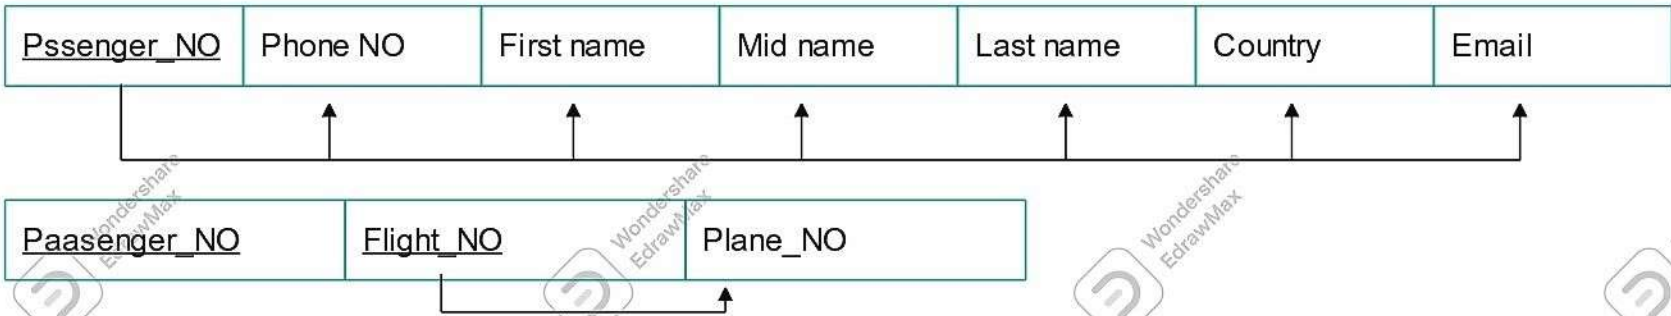 Pssenger_NO Phone NO First name Mid name Last name Country Email
Wondershare
EdrawMax
Wondershare
EdrawMax
Wondershare
EdrawMax
Paasenger_NO Flight_NO Plane_NO